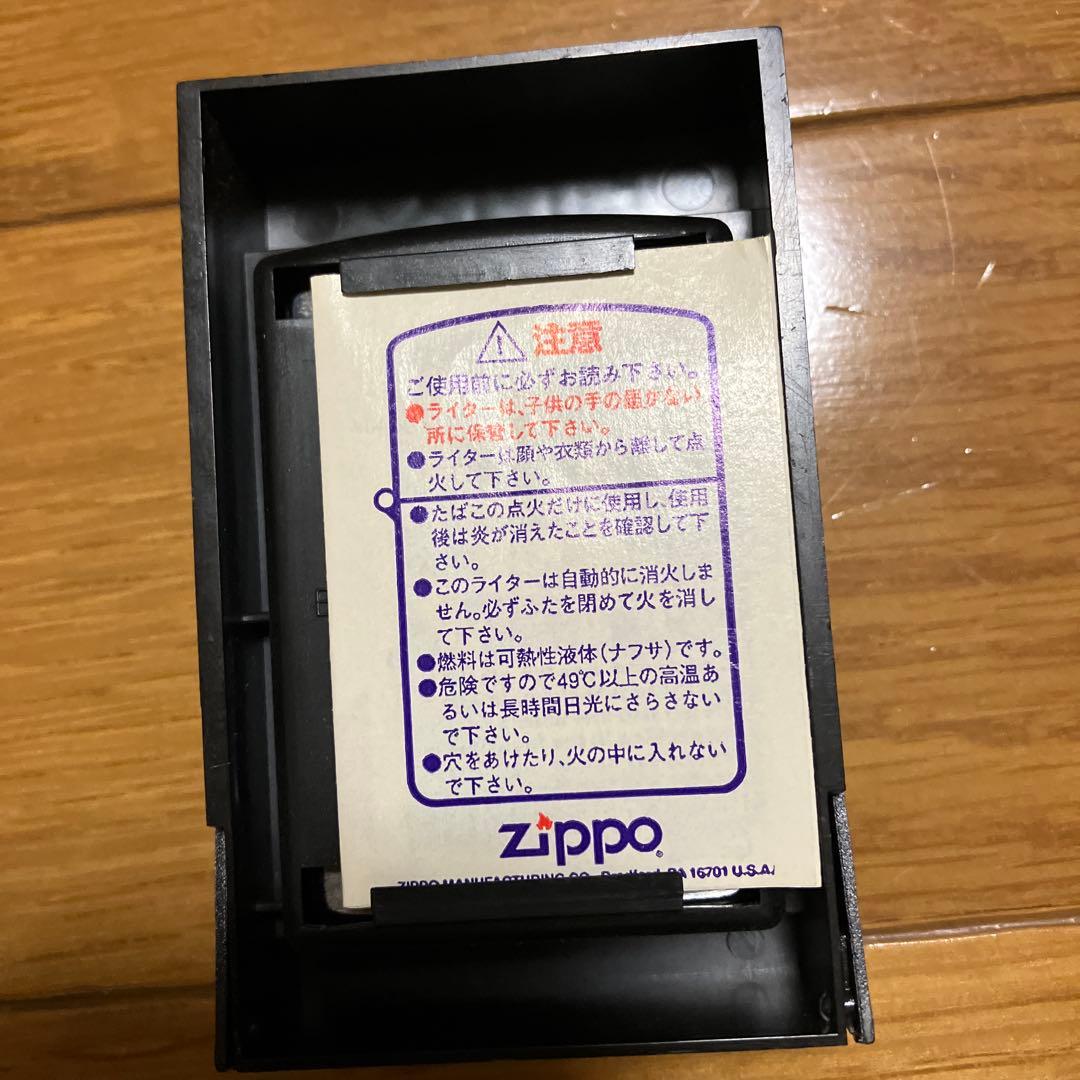 注意
ご使用前に必ずお読み下さい。
●ライターは、子供の手の届かない
所に保管して下さい。
●ライターは顔や衣類から離して点
火して下さい。
●たばこの点火だけに使用し、使用
後は炎が消えたことを確認して下
さい。
●このライターは自動的に消火しま
せん。必ずふたを閉めて火を消し
て下さい。
●燃料は可熱性液体(ナフサ)です。
●危険ですので49℃以上の高温あ
るいは長時間日光にさらさない
で下さい。
●穴をあけたり、火の中に入れない
で下さい。
zippo®
ZIPPO MANUFACTURING CO. Bradford, PA 16701 U.S.A.